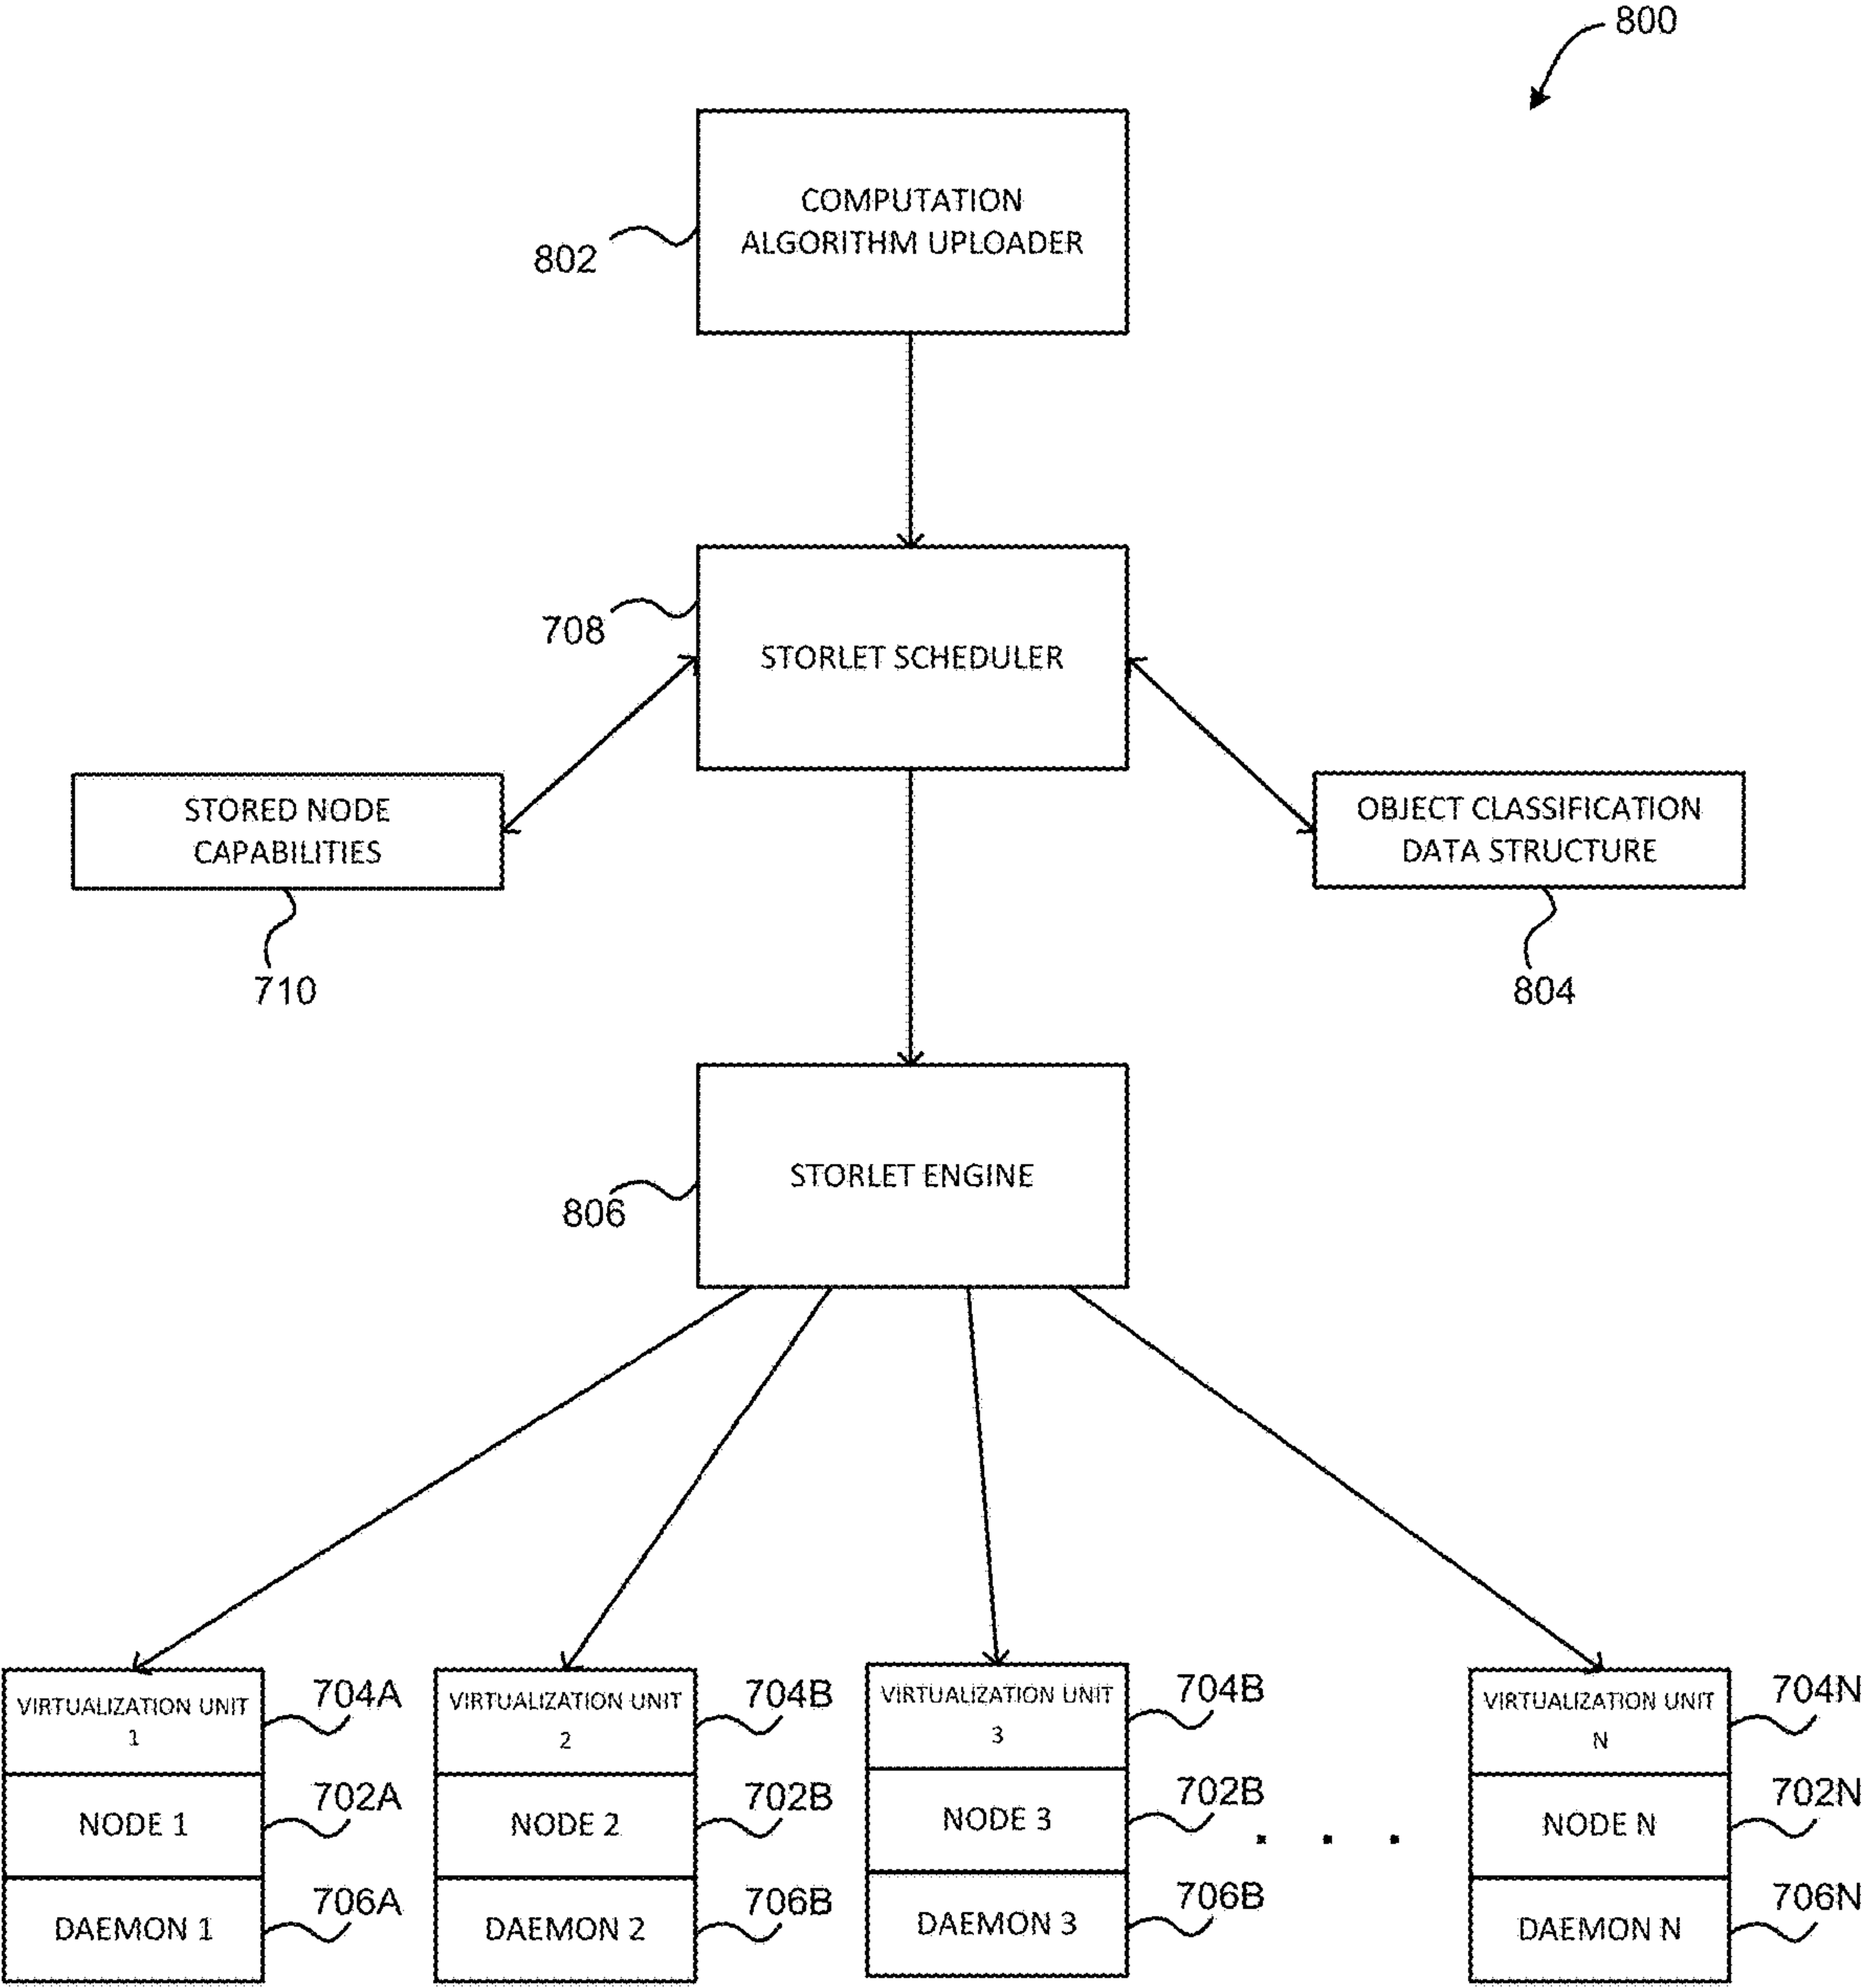 800
COMPUTATION
ALGORITHM UPLOADER
802
708
STORLET SCHEDULER
STORED NODE
CAPABILITIES
710
OBJECT CLASSIFICATION
DATA STRUCTURE
804
STORLET ENGINE
806
VIRTUALIZATION UNIT
1
704A
NODE 1
702A
DAEMON 1
706A
VIRTUALIZATION UNIT
2
704B
NODE 2
702B
DAEMON 2
706B
VIRTUALIZATION UNIT
3
704B
NODE 3
702B
DAEMON 3
706B
. . .
VIRTUALIZATION UNIT
N
704N
NODE N
702N
DAEMON N
706N